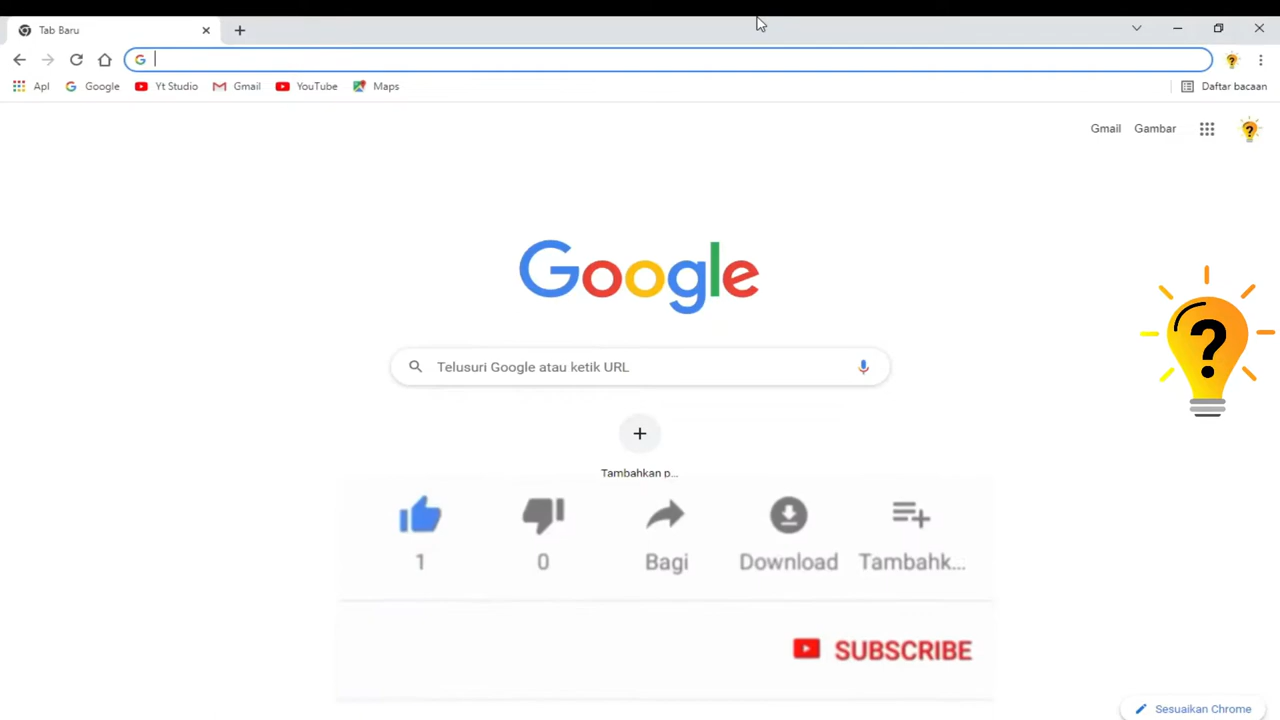 Tab Baru
Apl Google Yt Studio Gmail YouTube Maps Daftar bacaan
Gmail Gambar
Google
Telusuri Google atau ketik URL
Tambahkan p...
1 0 Bagi Download Tambahk...
SUBSCRIBE
Sesuaikan Chrome